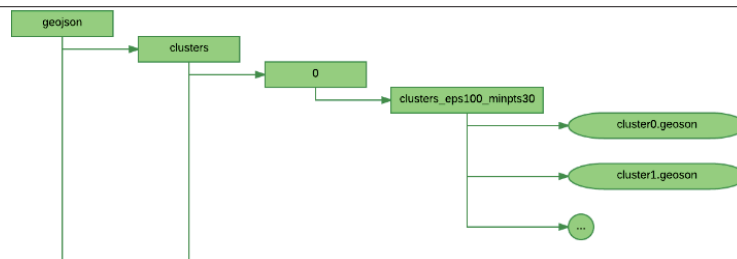 geojson
clusters
0
clusters_eps100_minpts30
cluster0.geoson
cluster1.geoson
...